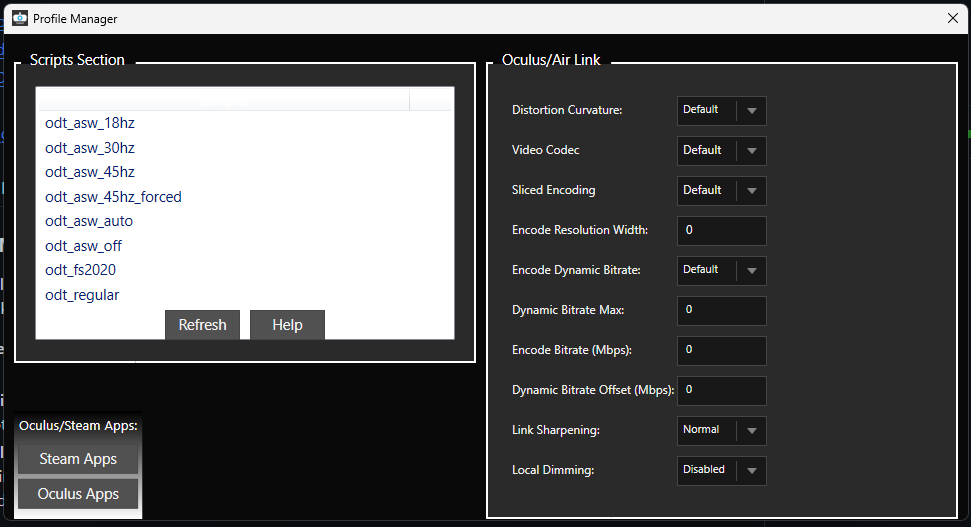 Profile Manager
Scripts Section
odt_asw_18hz
odt_asw_30hz
odt_asw_45hz
odt_asw_45hz_forced
odt_asw_auto
odt_asw_off
odt_fs2020
odt_regular
Refresh Help
Oculus/Steam Apps:
Steam Apps
Oculus Apps
Oculus/Air Link
Distortion Curvature: Default
Video Codec Default
Sliced Encoding Default
Encode Resolution Width: 0
Encode Dynamic Bitrate: Default
Dynamic Bitrate Max: 0
Encode Bitrate (Mbps): 0
Dynamic Bitrate Offset (Mbps): 0
Link Sharpening: Normal
Local Dimming: Disabled